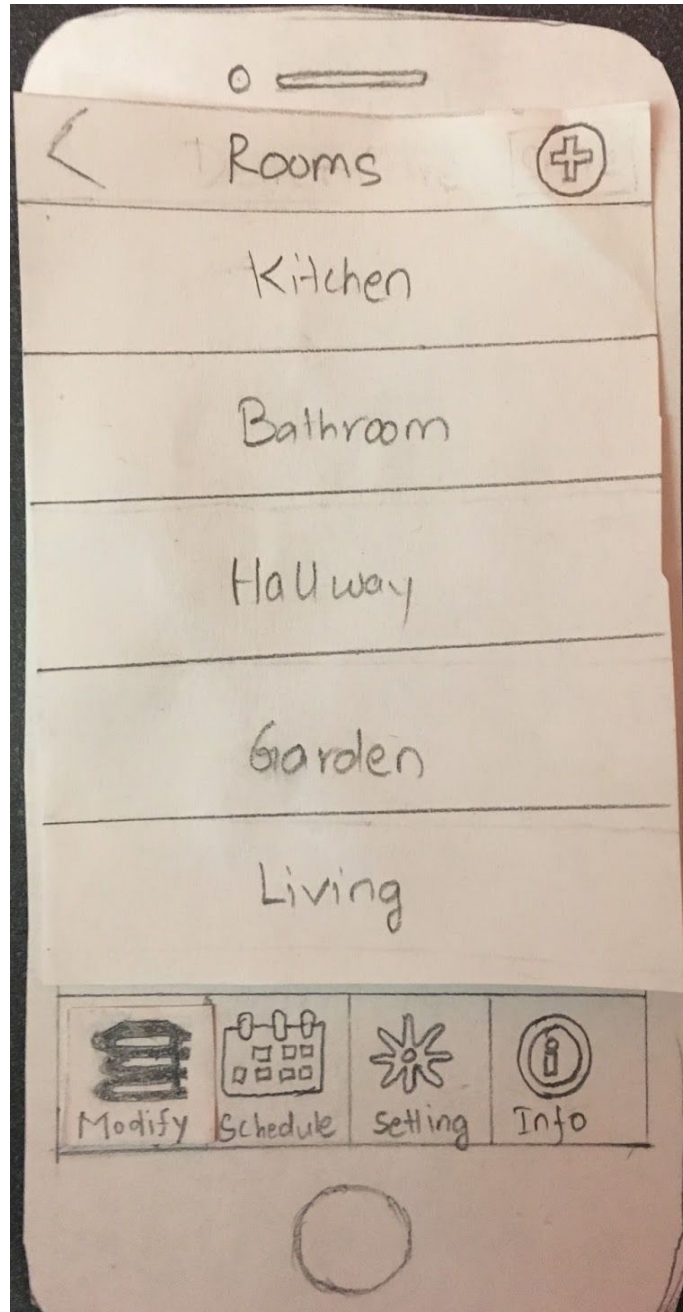 Rooms
Kitchen
Bathroom
Hallway
Garden
Living
Modify Schedule Setting Info